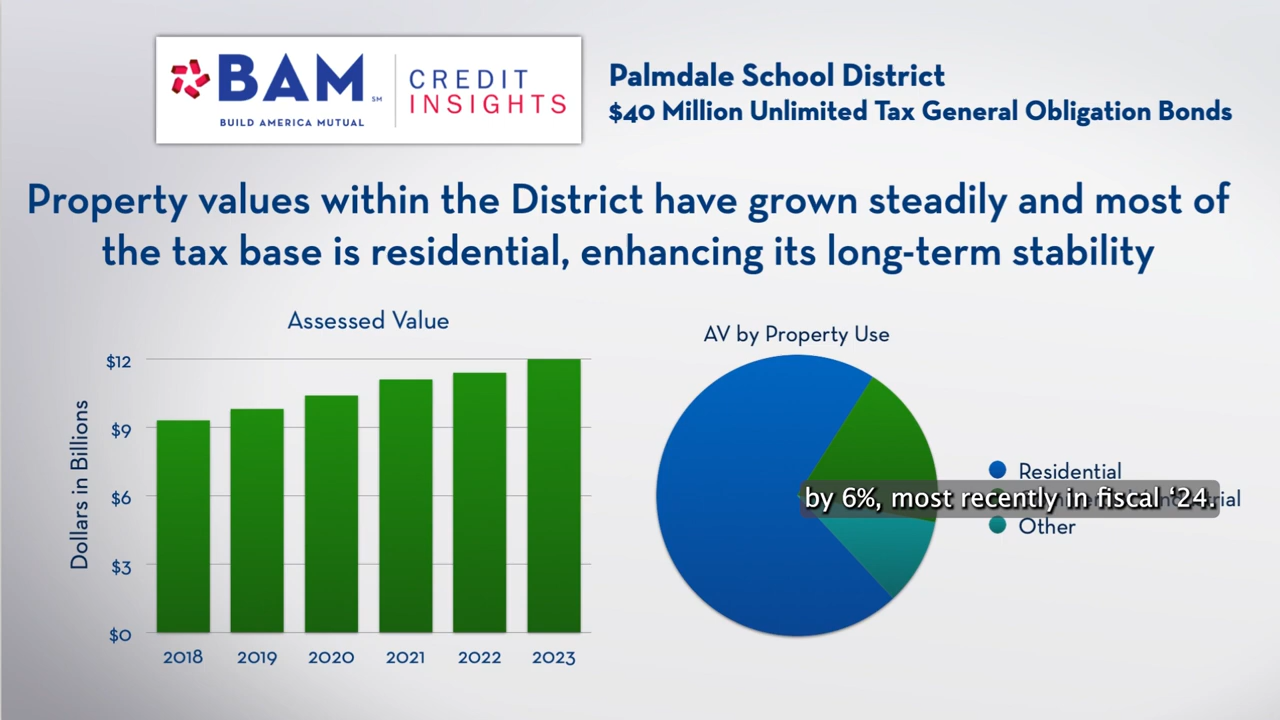 BAM SM
BUILD AMERICA MUTUAL
CREDIT
INSIGHTS
Palmdale School District
$40 Million Unlimited Tax General Obligation Bonds
Property values within the District have grown steadily and most of
the tax base is residential, enhancing its long-term stability
Assessed Value
Dollars in Billions
$12
$9
$6
$3
$0
2018 2019 2020 2021 2022 2023
AV by Property Use
Residential
by 6%, most recently in fiscal ‘24.
Other